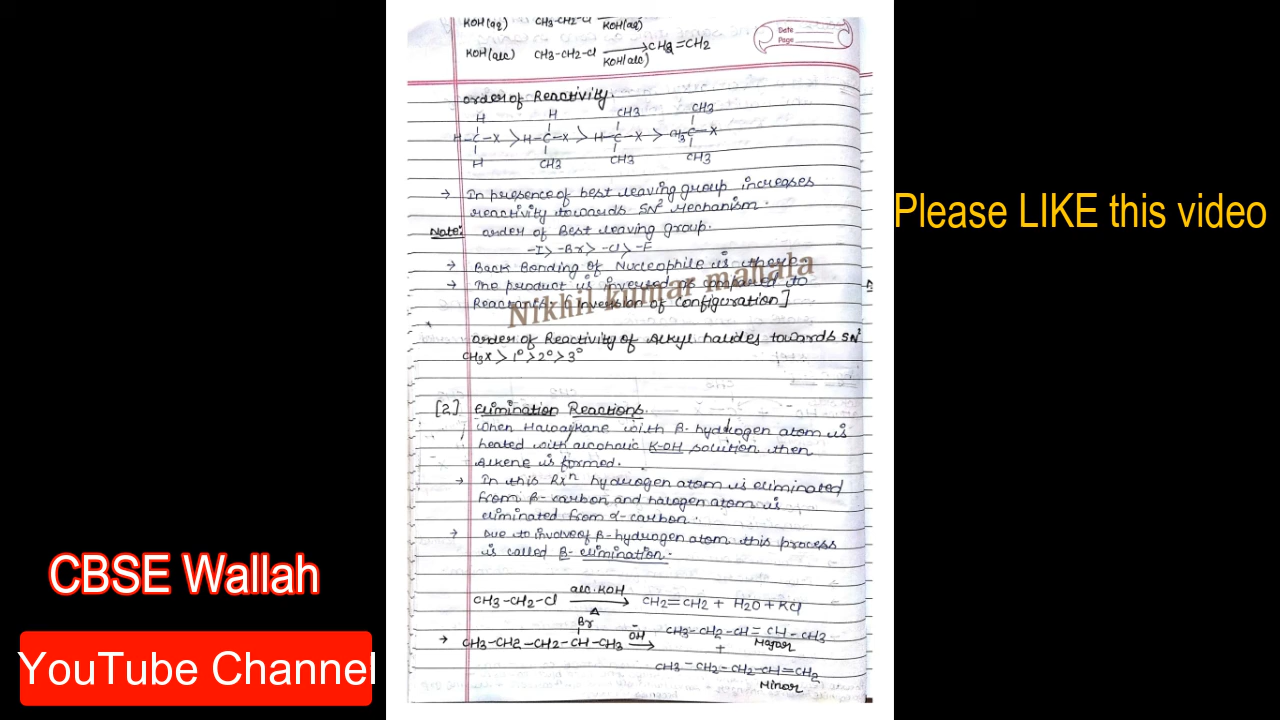 KOH(aq) CH3-CH2-Cl KOH(aq)
KOH(alc) CH3-CH2-Cl → CH2=CH2
KOH(alc)
Date
Page
order of Reactivity.
H H CH3 CH3
H-C-X > H-C-X > H-C-X > CH3-C-X
H CH3 CH3 CH3
→ In presence of best leaving group increases
reactivity towards SN2 mechanism.
Note: order of Best leaving group.
-I > -Br > -Cl > -F
→ Back Bonding of Nucleophile is
→ The product is inversed as compared to
Reactants. [Inversion of configuration]
Nikhil kumar mahala
order of Reactivity of Alkyl halides towards SN2
CH3X > 1° > 2° > 3°
[2] Elimination Reactions.
When Haloalkane with β-hydrogen atom is
heated with alcoholic K-OH solution then
Alkene is formed.
→ In this Rxn hydrogen atom is eliminated
from β-carbon and halogen atom is
eliminated from α-carbon.
→ Due to involve of β-hydrogen atom this process
is called β-elimination.
CH3-CH2-Cl alc.KOH → Δ CH2=CH2 + H2O + KCl
Br
→ CH3-CH2-CH2-CH-CH3 OH⁻ → CH3-CH2-CH=CH-CH3
Major
+
CH3-CH2-CH2-CH=CH2
Minor
Please LIKE this video
CBSE Wallah
YouTube Channel